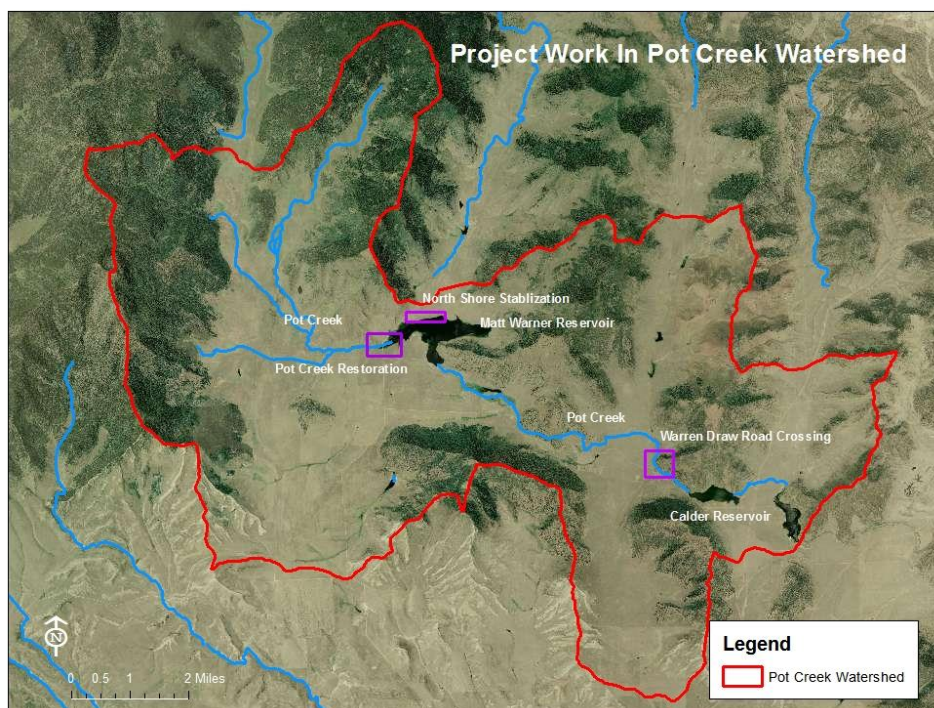 Project Work In Pot Creek Watershed
North Shore Stablization
Pot Creek
Matt Warner Reservoir
Pot Creek Restoration
Pot Creek
Warren Draw Road Crossing
Calder Reservoir
N
0 0.5 1 2 Miles
Legend
Pot Creek Watershed